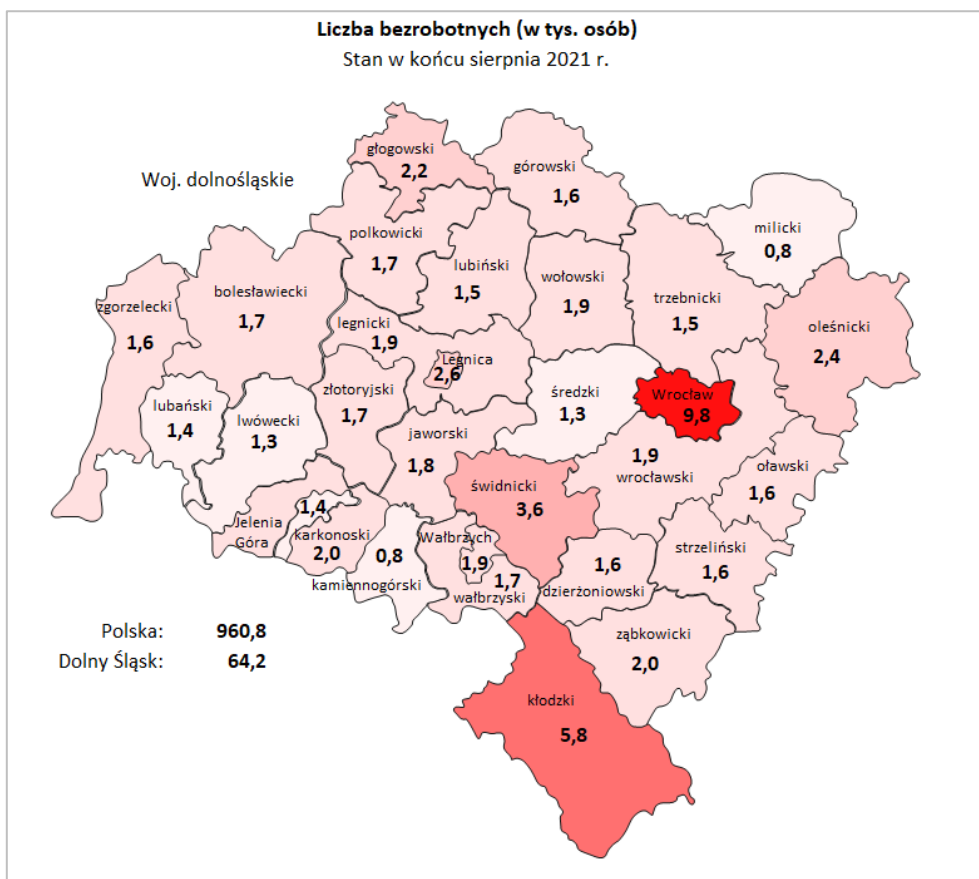 Liczba bezrobotnych (w tys. osób)
Stan w końcu sierpnia 2021 r.
Woj. dolnośląskie
głogowski
2,2
górowski
1,6
milicki
0,8
polkowicki
1,7
lubiński
1,5
wołowski
1,9
trzebnicki
1,5
oleśnicki
2,4
zgorzelecki
1,6
bolesławiecki
1,7
legnicki
1,9
Legnica
2,6
lubański
1,4
lwówecki
1,3
złotoryjski
1,7
średzki
1,3
Wrocław
9,8
jaworski
1,8
1,9
wrocławski
oławski
1,6
świdnicki
3,6
1,4
Jelenia
Góra
karkonoski
2,0
0,8
kamiennogórski
Wałbrzych
1,9
1,7
wałbrzyski
1,6
dzierżoniowski
strzeliński
1,6
ząbkowicki
2,0
kłodzki
5,8
Polska: 960,8
Dolny Śląsk: 64,2